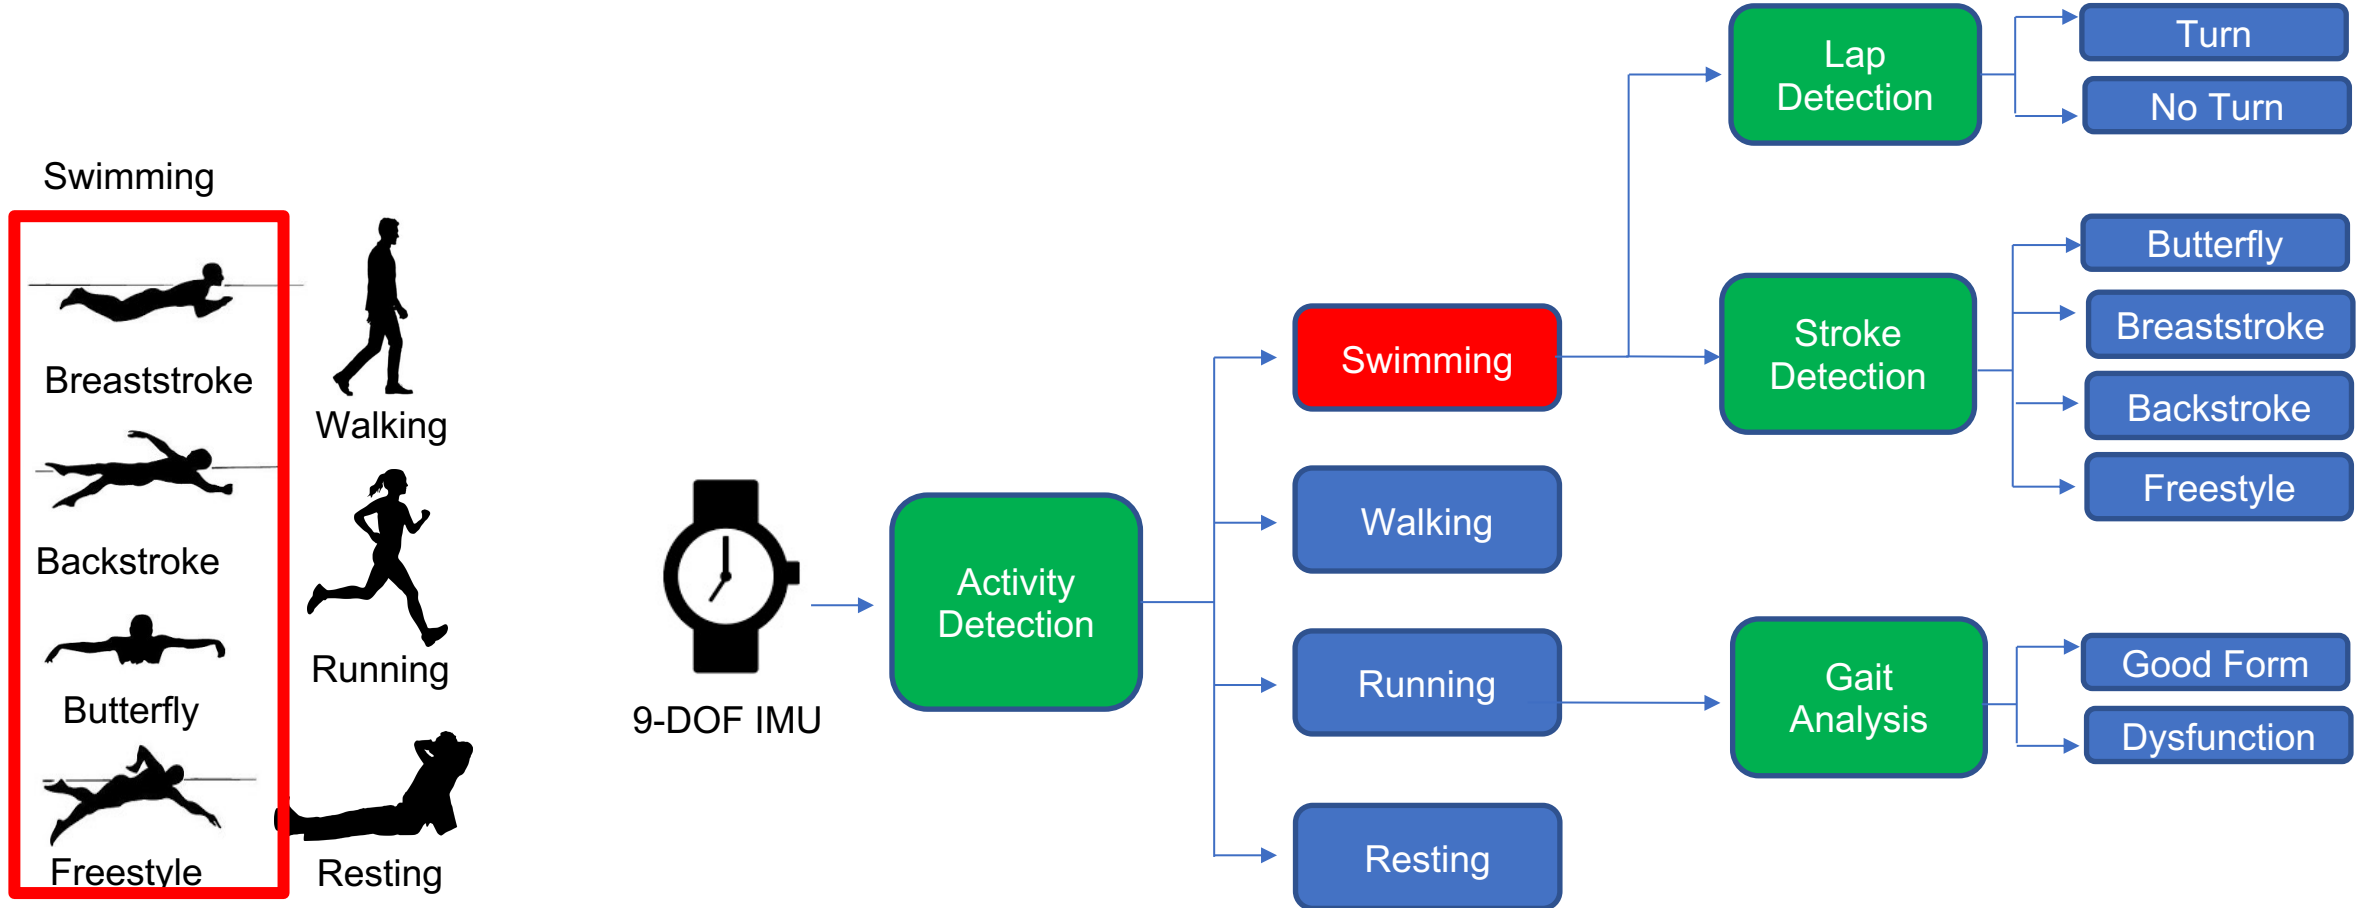 Swimming
Breaststroke
Backstroke
Butterfly
Freestyle
Walking
Running
Resting
9-DOF IMU
Activity
Detection
Swimming
Walking
Running
Resting
Lap
Detection
Stroke
Detection
Gait
Analysis
Turn
No Turn
Butterfly
Breaststroke
Backstroke
Freestyle
Good Form
Dysfunction